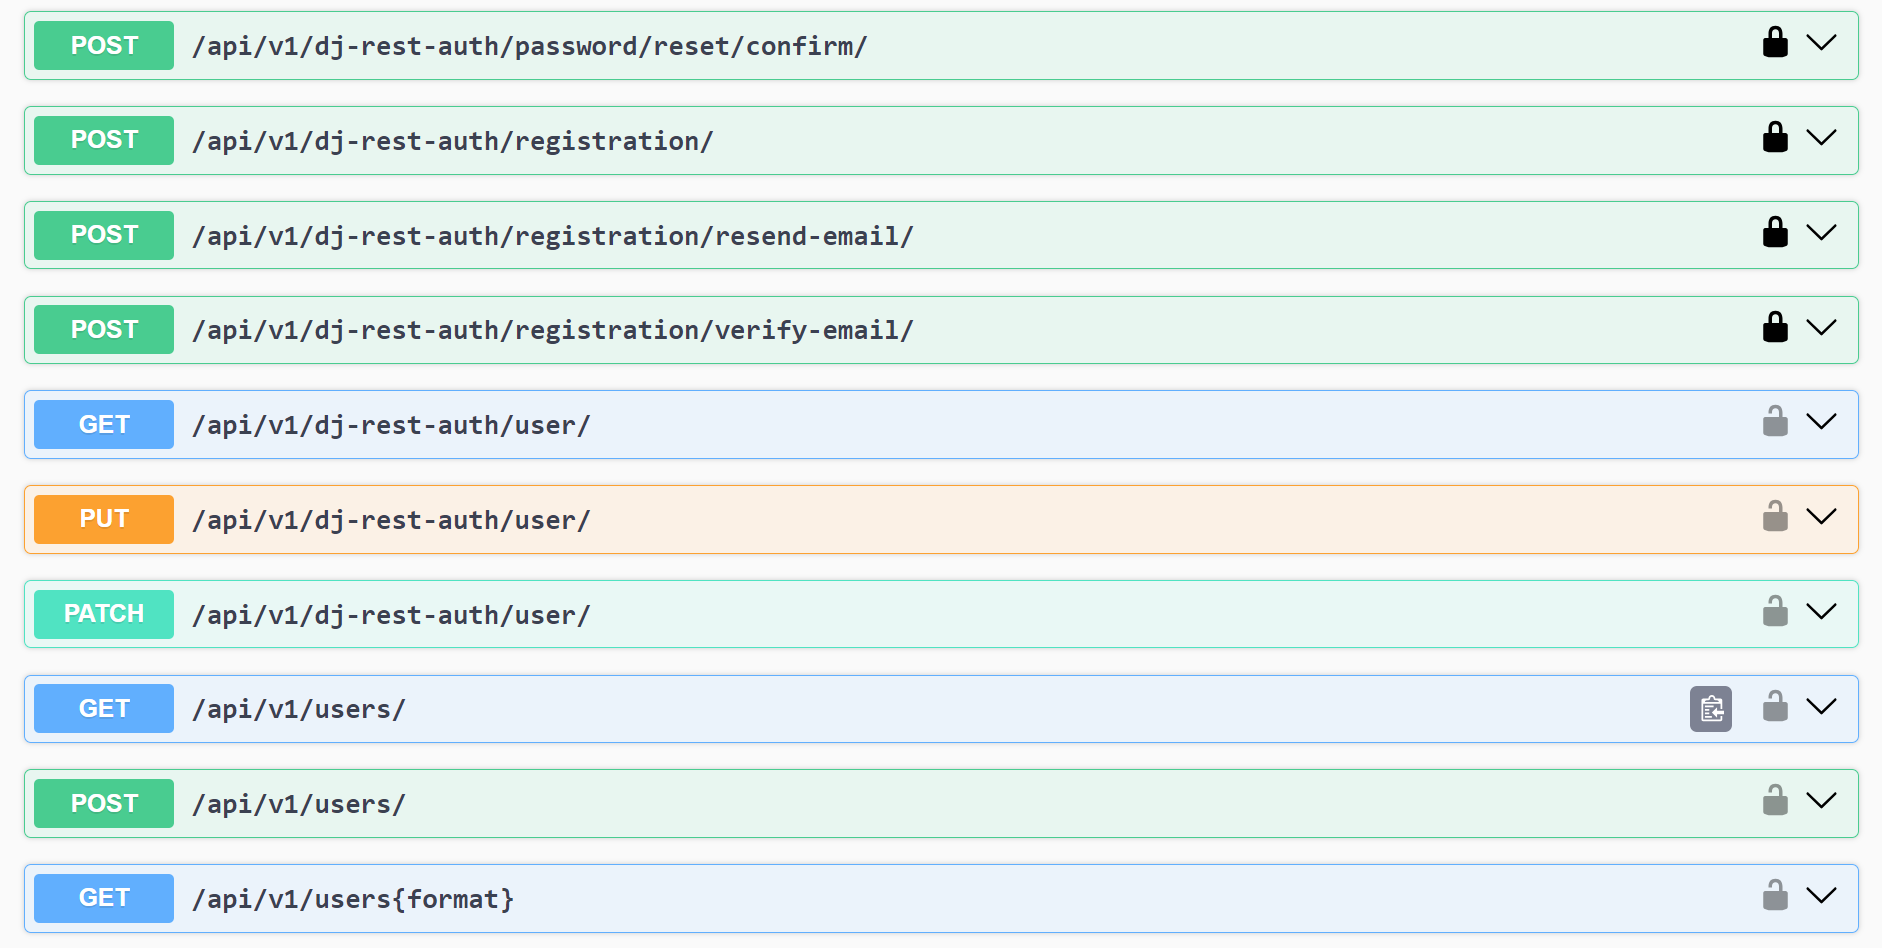 POST /api/v1/dj-rest-auth/password/reset/confirm/
POST /api/v1/dj-rest-auth/registration/
POST /api/v1/dj-rest-auth/registration/resend-email/
POST /api/v1/dj-rest-auth/registration/verify-email/
GET /api/v1/dj-rest-auth/user/
PUT /api/v1/dj-rest-auth/user/
PATCH /api/v1/dj-rest-auth/user/
GET /api/v1/users/
POST /api/v1/users/
GET /api/v1/users{format}